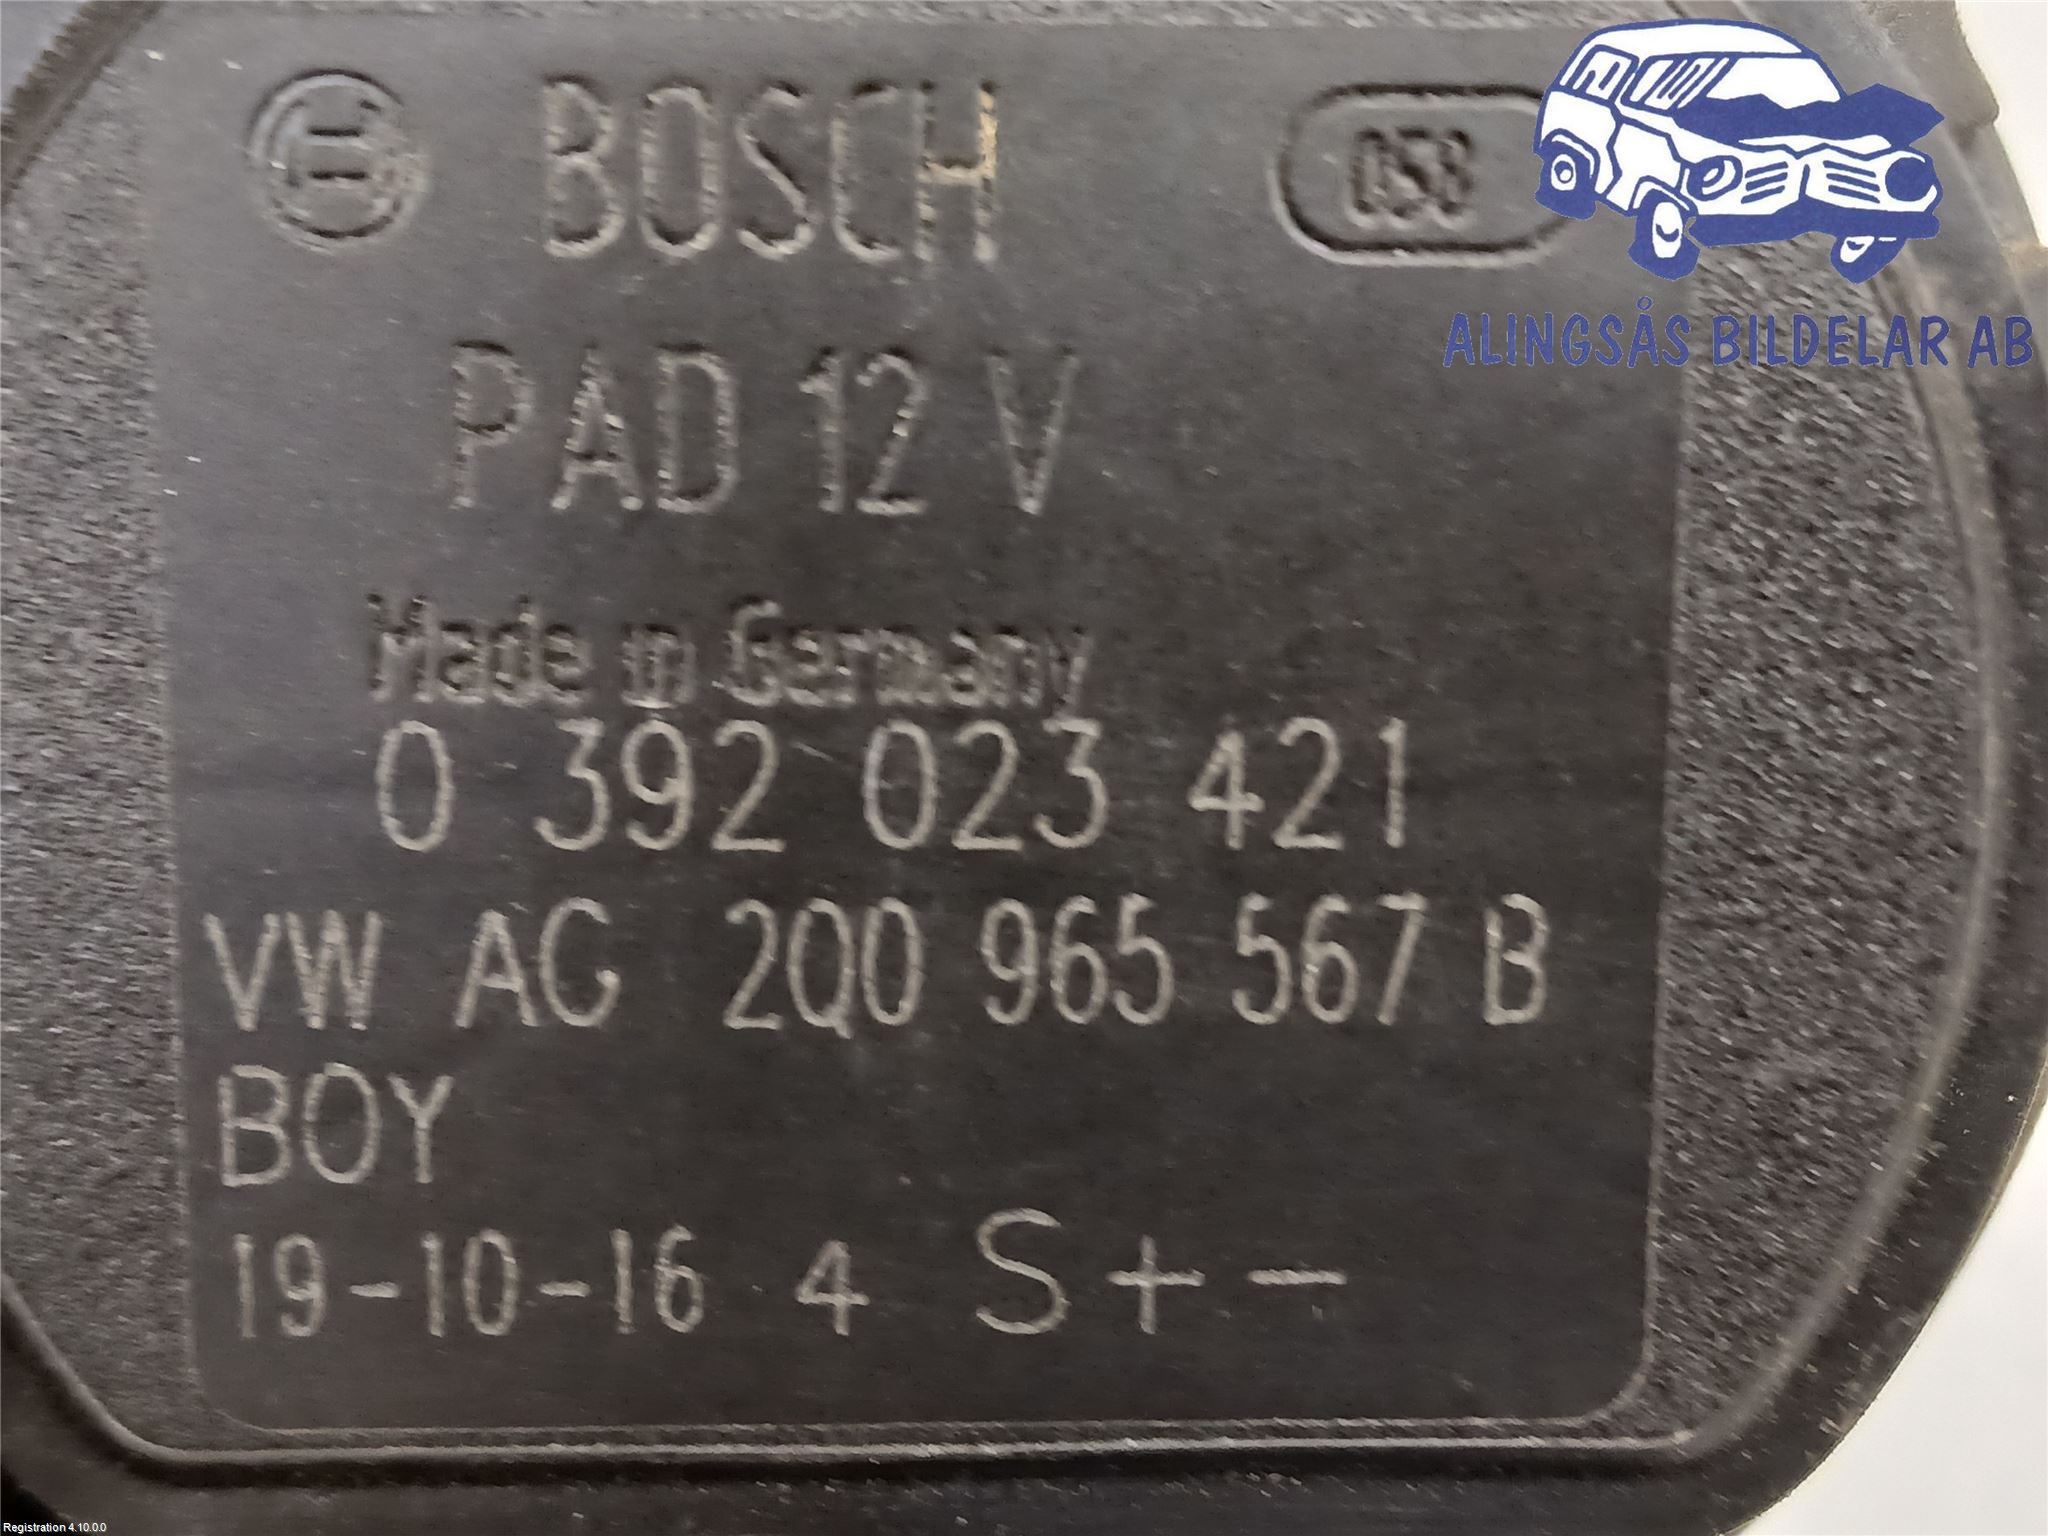 BOSCH 058
ALINGSÅS BILDELAR AB
PAD 12 V
Made in Germany
0 392 023 421
VW AG 2Q0 965 567 B
BOY
19-10-16 4 S + -
Registration 4.10.0.0